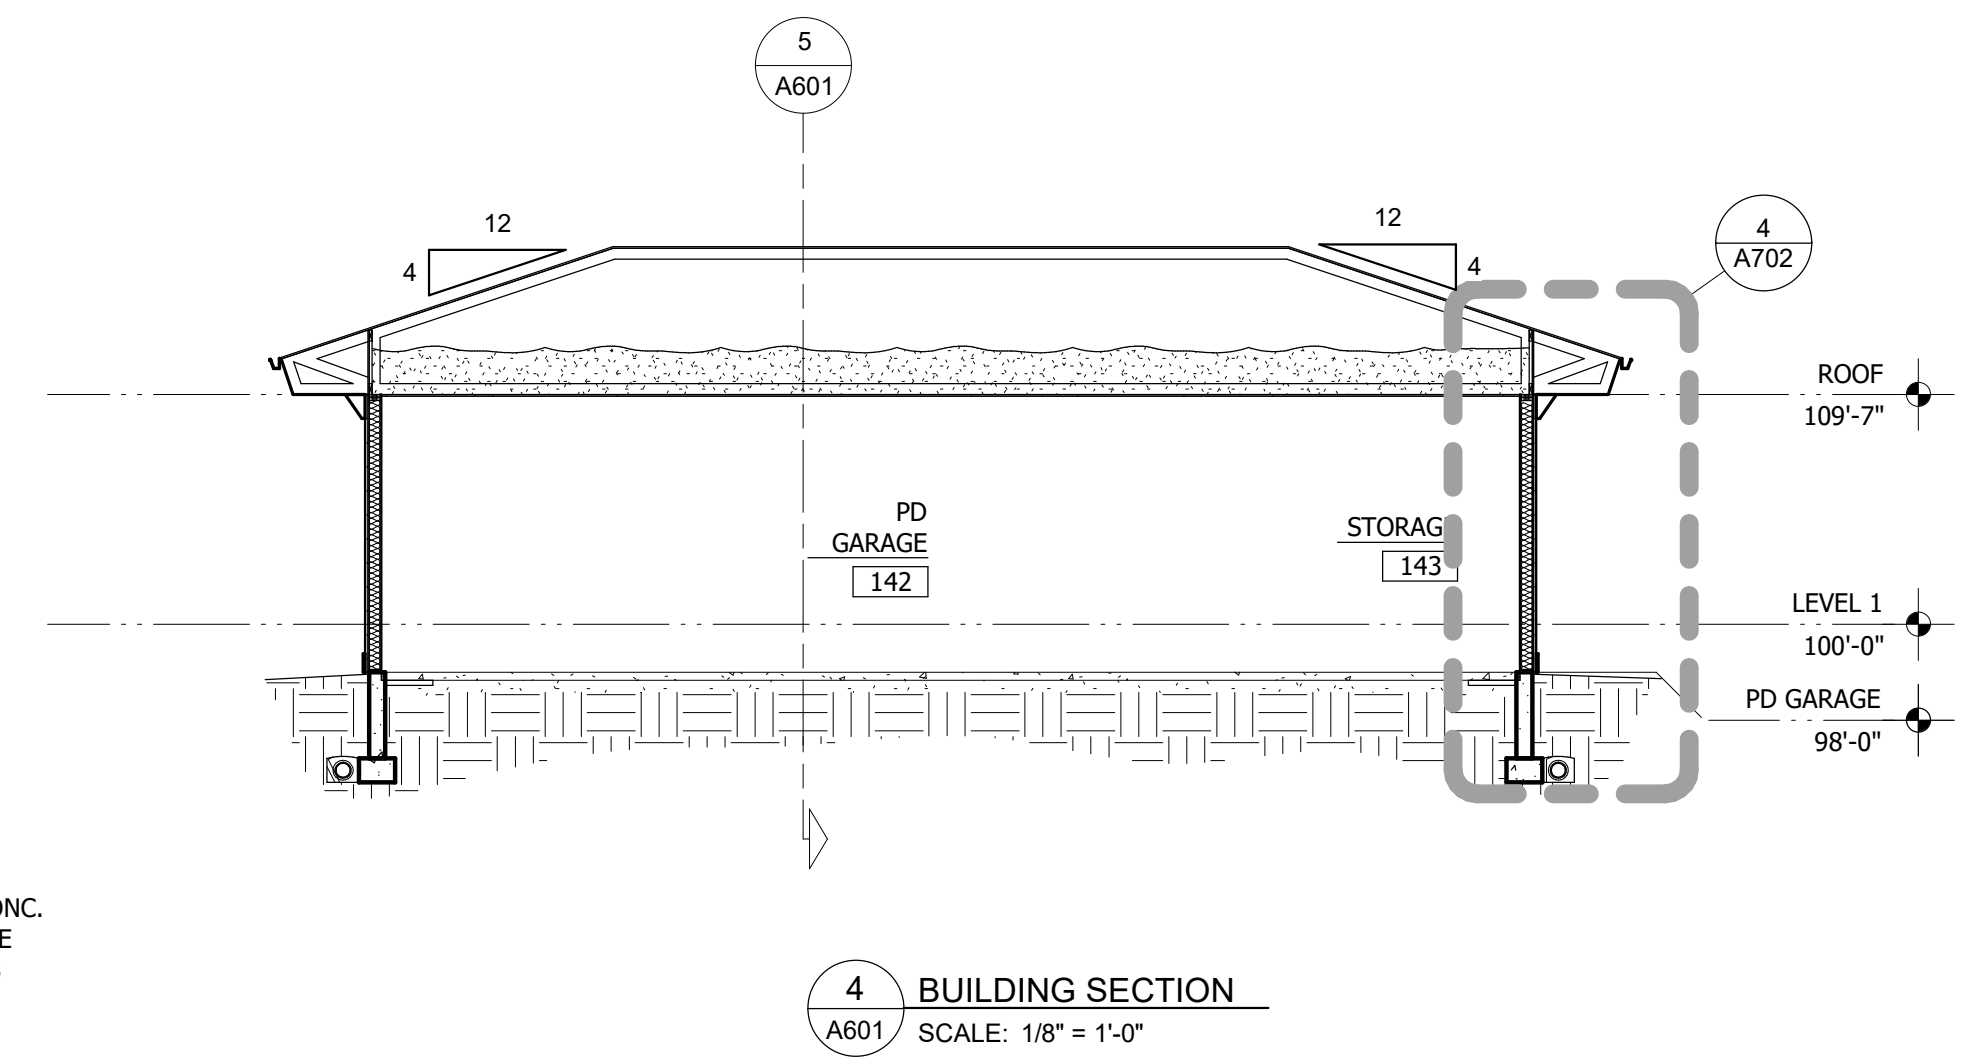 5
A601
12
4
12
4
4
A702
ROOF
109'-7"
PD
GARAGE
142
STORAG
143
LEVEL 1
100'-0"
PD GARAGE
98'-0"
ONC.
E
4
BUILDING SECTION
A601
SCALE: 1/8" = 1'-0"